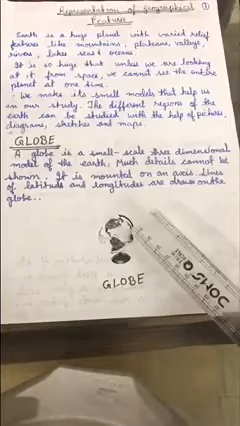 Representation of Geographical ①
Features
Earth is a huge planet with varied relief
features like mountains, plateaus, valleys,
rivers, lakes seas & oceans.
It is so huge that unless we are looking
at it from space, we cannot see the entire
planet at one time.
We make its small models that help us
in our study. The different regions of the
earth can be studied with the help of pictures,
diagrams, sketches and maps.
GLOBE
A globe is a small-scale three dimensional
model of the earth. Much details cannot be
shown. It is mounted on an axis. Lines
of latitude and longitudes are drawn on the
globe..
GLOBE
DOMS